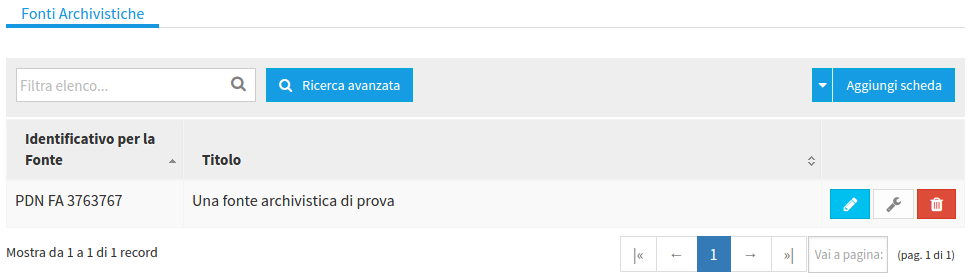 Fonti Archivistiche
Filtra elenco...
Ricerca avanzata
Aggiungi scheda
Identificativo per la
Fonte
Titolo
PDN FA 3763767
Una fonte archivistica di prova
Mostra da 1 a 1 di 1 record
|« ← 1 → »| Vai a pagina: (pag. 1 di 1)